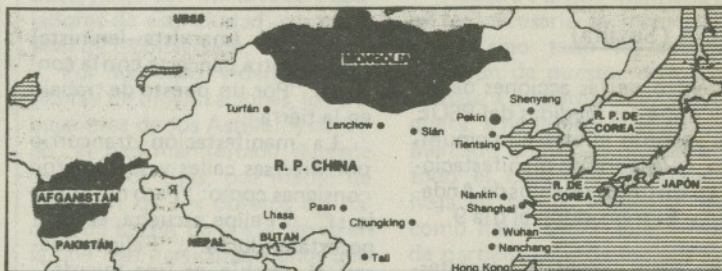 URSS
MONGOLIA
Turfán
Shenyang
Pekín
Lanchow
Sián
R. P. DE
COREA
Tientsing
R. P. CHINA
R. DE
COREA
JAPÓN
AFGANISTÁN
Paan
Nankín
Shanghai
Lhasa
Chungking
PAKISTÁN
NEPAL
BUTAN
Wuhan
Tali
Nanchang
Hong Kong